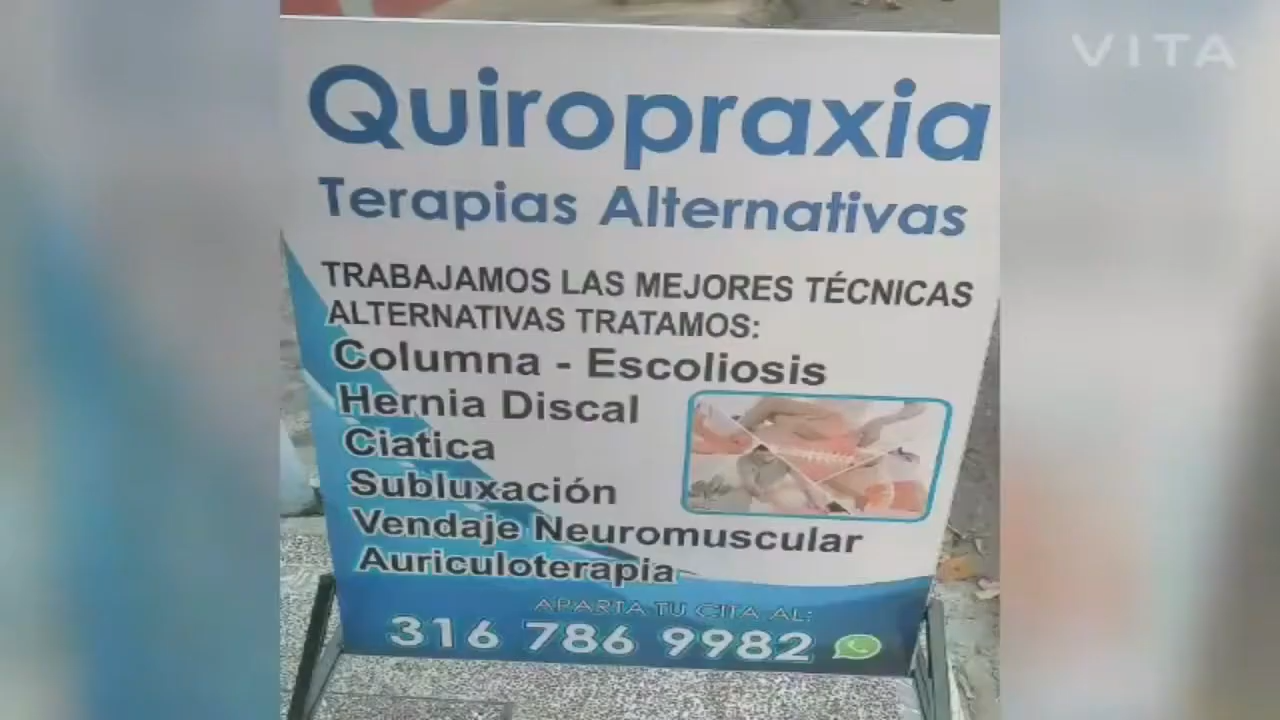 VITA
Quiropraxia
Terapias Alternativas
TRABAJAMOS LAS MEJORES TÉCNICAS
ALTERNATIVAS TRATAMOS:
Columna - Escoliosis
Hernia Discal
Ciatica
Subluxación
Vendaje Neuromuscular
Auriculoterapia
APARTA TU CITA AL:
316 786 9982